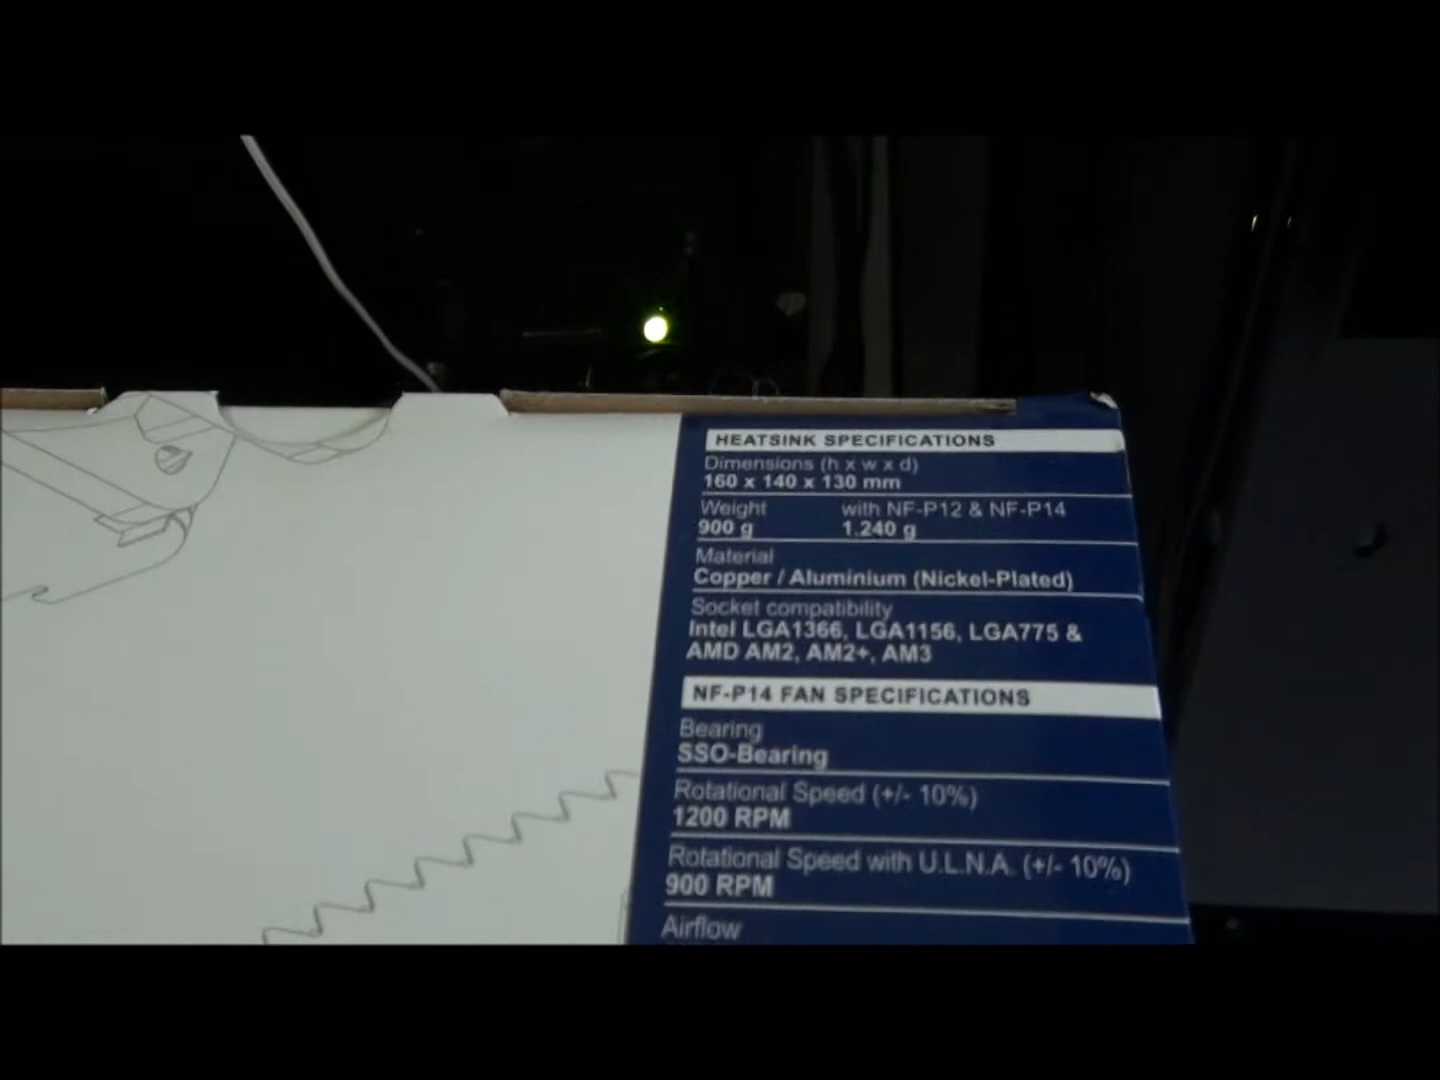 HEATSINK SPECIFICATIONS
Dimensions (h x w x d)
160 x 140 x 130 mm
Weight with NF-P12 & NF-P14
900 g 1.240 g
Material
Copper / Aluminium (Nickel-Plated)
Socket compatibility
Intel LGA1366, LGA1156, LGA775 &
AMD AM2, AM2+, AM3
NF-P14 FAN SPECIFICATIONS
Bearing
SSO-Bearing
Rotational Speed (+/- 10%)
1200 RPM
Rotational Speed with U.L.N.A. (+/- 10%)
900 RPM
Airflow